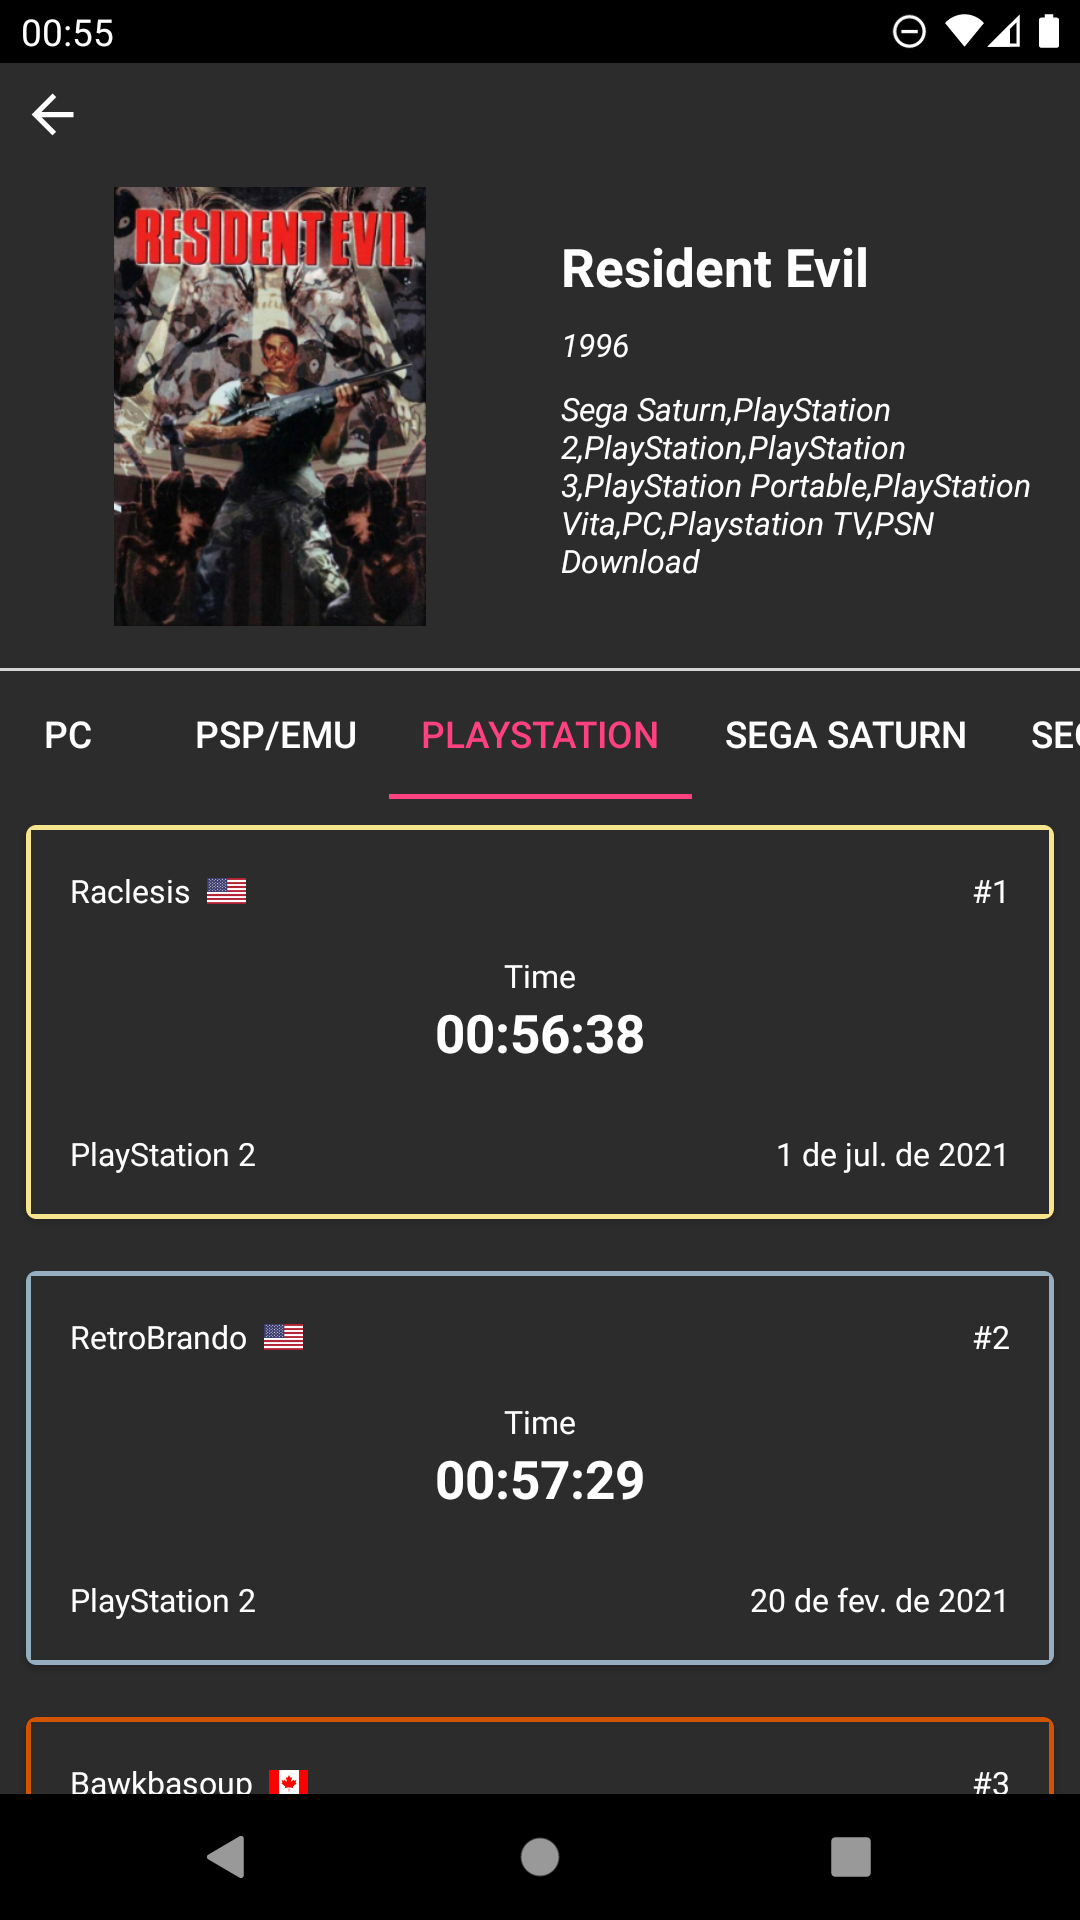 00:55
RESIDENT EVIL
Resident Evil
1996
Sega Saturn,PlayStation
2,PlayStation,PlayStation
3,PlayStation Portable,PlayStation
Vita,PC,Playstation TV,PSN
Download
PC PSP/EMU PLAYSTATION SEGA SATURN SEG
Raclesis #1
Time
00:56:38
PlayStation 2 1 de jul. de 2021
RetroBrando #2
Time
00:57:29
PlayStation 2 20 de fev. de 2021
Bawkbasoup #3